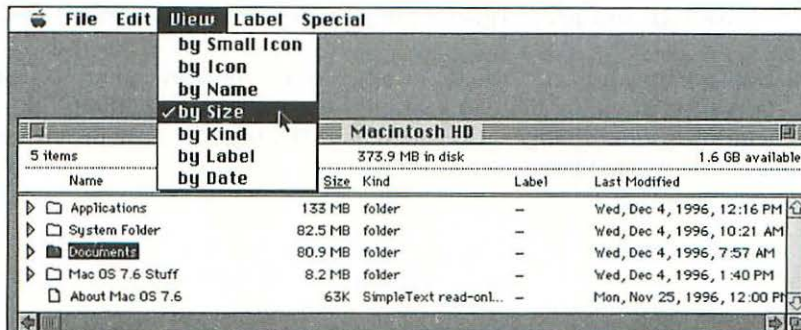 File Edit View Label Special
by Small Icon
by Icon
by Name
✓by Size
by Kind
by Label
by Date
Macintosh HD
5 items 373.9 MB in disk 1.6 GB available
Name Size Kind Label Last Modified
Applications 133 MB folder – Wed, Dec 4, 1996, 12:16 PM
System Folder 82.5 MB folder – Wed, Dec 4, 1996, 10:21 AM
Documents 80.9 MB folder – Wed, Dec 4, 1996, 7:57 AM
Mac OS 7.6 Stuff 8.2 MB folder – Wed, Dec 4, 1996, 1:40 PM
About Mac OS 7.6 63K SimpleText read-onl... – Mon, Nov 25, 1996, 12:00 PM